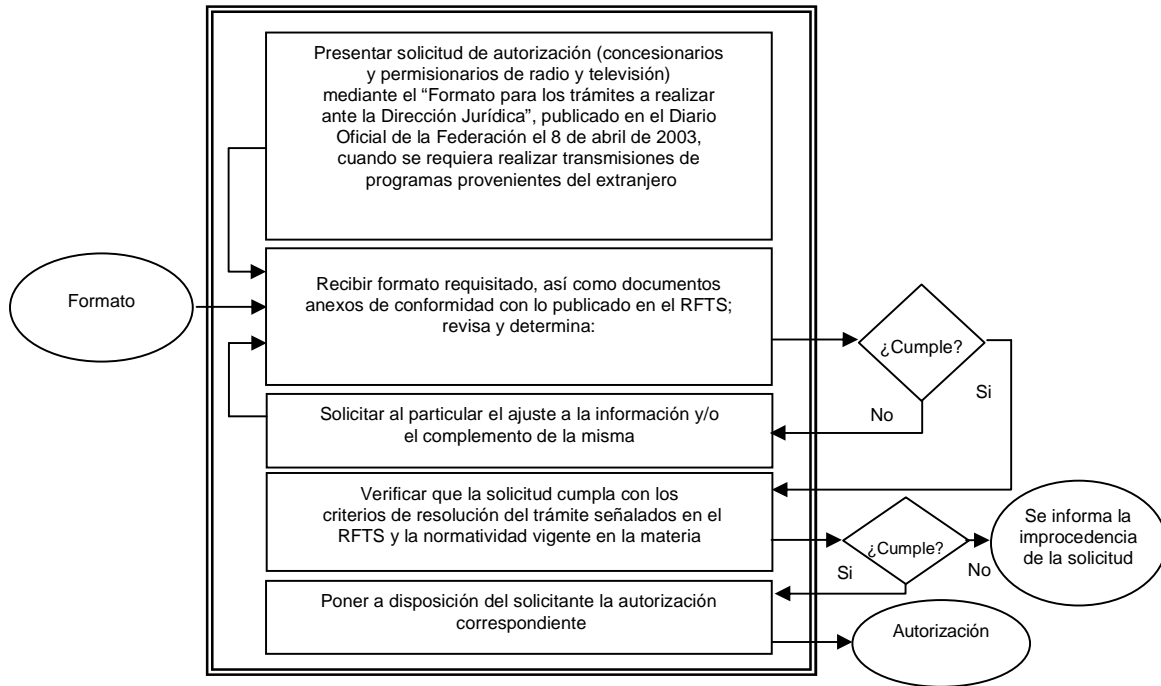 Presentar solicitud de autorización (concesionarios
y permisionarios de radio y televisión)
mediante el “Formato para los trámites a realizar
ante la Dirección Jurídica”, publicado en el Diario
Oficial de la Federación el 8 de abril de 2003,
cuando se requiera realizar transmisiones de
programas provenientes del extranjero
Formato
Recibir formato requisitado, así como documentos
anexos de conformidad con lo publicado en el RFTS;
revisa y determina:
¿Cumple?
Si
No
Solicitar al particular el ajuste a la información y/o
el complemento de la misma
Verificar que la solicitud cumpla con los
criterios de resolución del trámite señalados en el
RFTS y la normatividad vigente en la materia
¿Cumple?
Si
No
Se informa la
improcedencia
de la solicitud
Poner a disposición del solicitante la autorización
correspondiente
Autorización